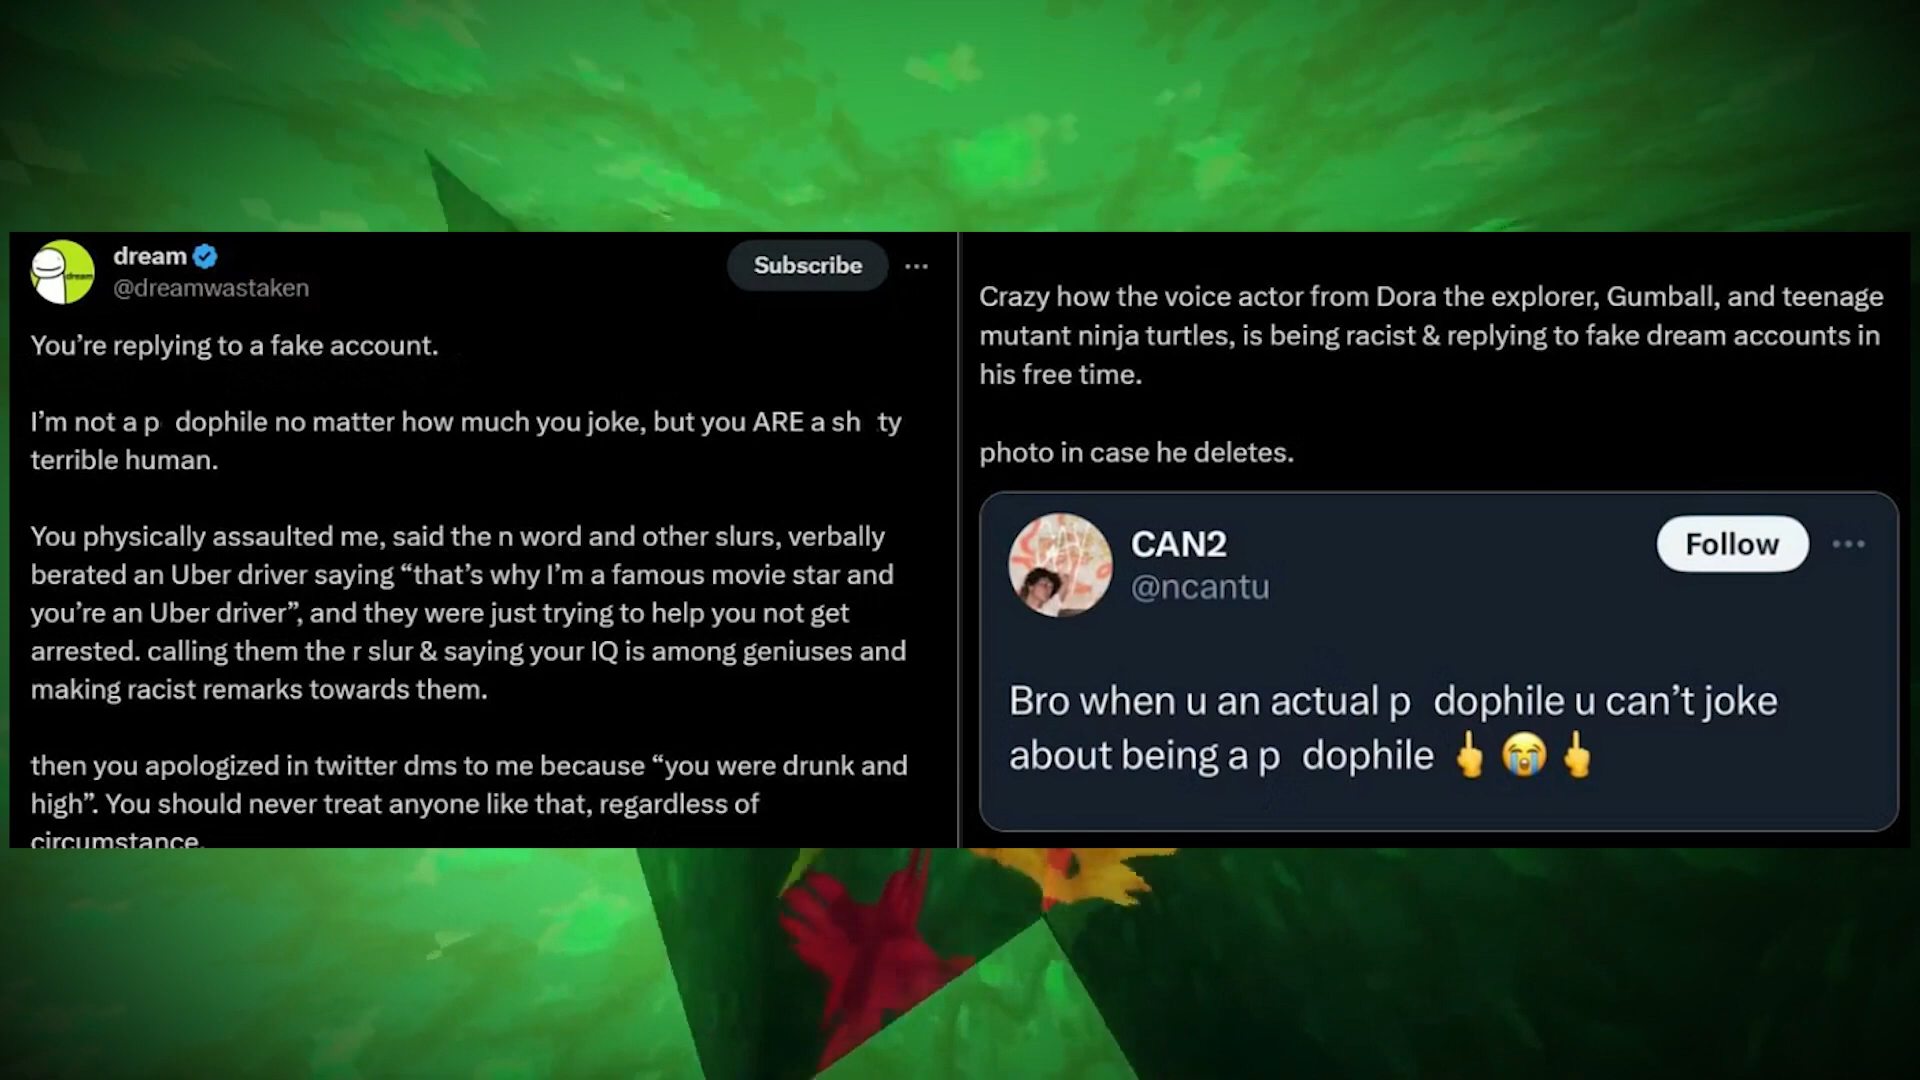 dream
@dreamwastaken
Subscribe
You’re replying to a fake account.
I’m not a p dophile no matter how much you joke, but you ARE a sh ty
terrible human.
You physically assaulted me, said the n word and other slurs, verbally
berated an Uber driver saying “that’s why I’m a famous movie star and
you’re an Uber driver”, and they were just trying to help you not get
arrested. calling them the r slur & saying your IQ is among geniuses and
making racist remarks towards them.
then you apologized in twitter dms to me because “you were drunk and
high”. You should never treat anyone like that, regardless of
circumstance.
Crazy how the voice actor from Dora the explorer, Gumball, and teenage
mutant ninja turtles, is being racist & replying to fake dream accounts in
his free time.
photo in case he deletes.
CAN2
@ncantu
Follow
Bro when u an actual p dophile u can’t joke
about being a p dophile 🖕😭🖕